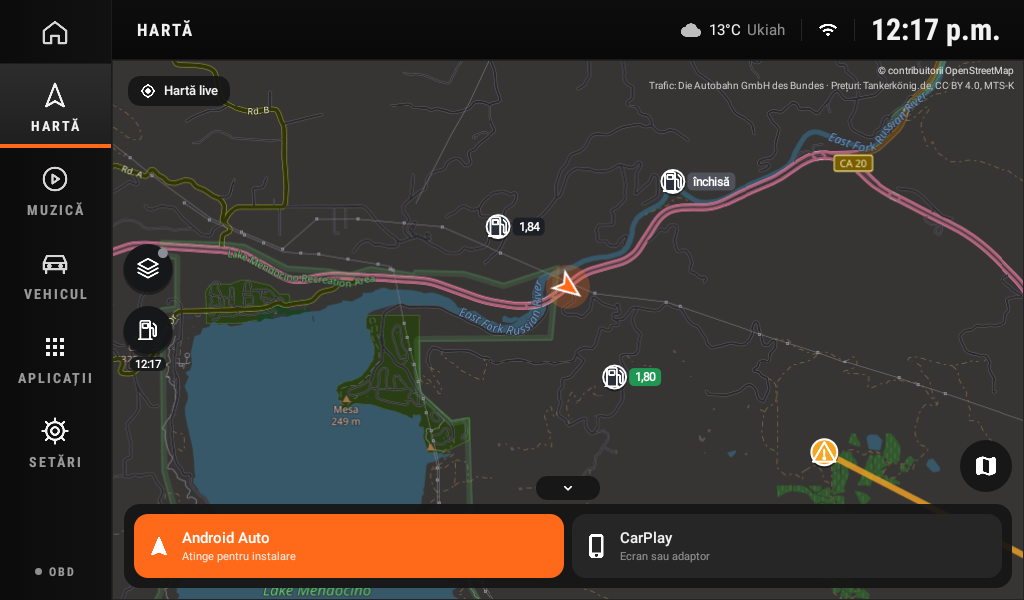 HARTĂ
13°C Ukiah
12:17 p.m.
HARTĂ
MUZICĂ
VEHICUL
APLICAȚII
SETĂRI
OBD
Hartă live
© contribuitorii OpenStreetMap
Trafic: Die Autobahn GmbH des Bundes · Prețuri: Tankerkönig.de, CC BY 4.0, MTS-K
Rd. B
Rd. A
East Fork Russian River
CA 20
închisă
1,84
Lake Mendocino Recreation Area
East Fork Russian River
12:17
1,80
Mesa
249 m
Android Auto
Atinge pentru instalare
CarPlay
Ecran sau adaptor
Lake Mendocino